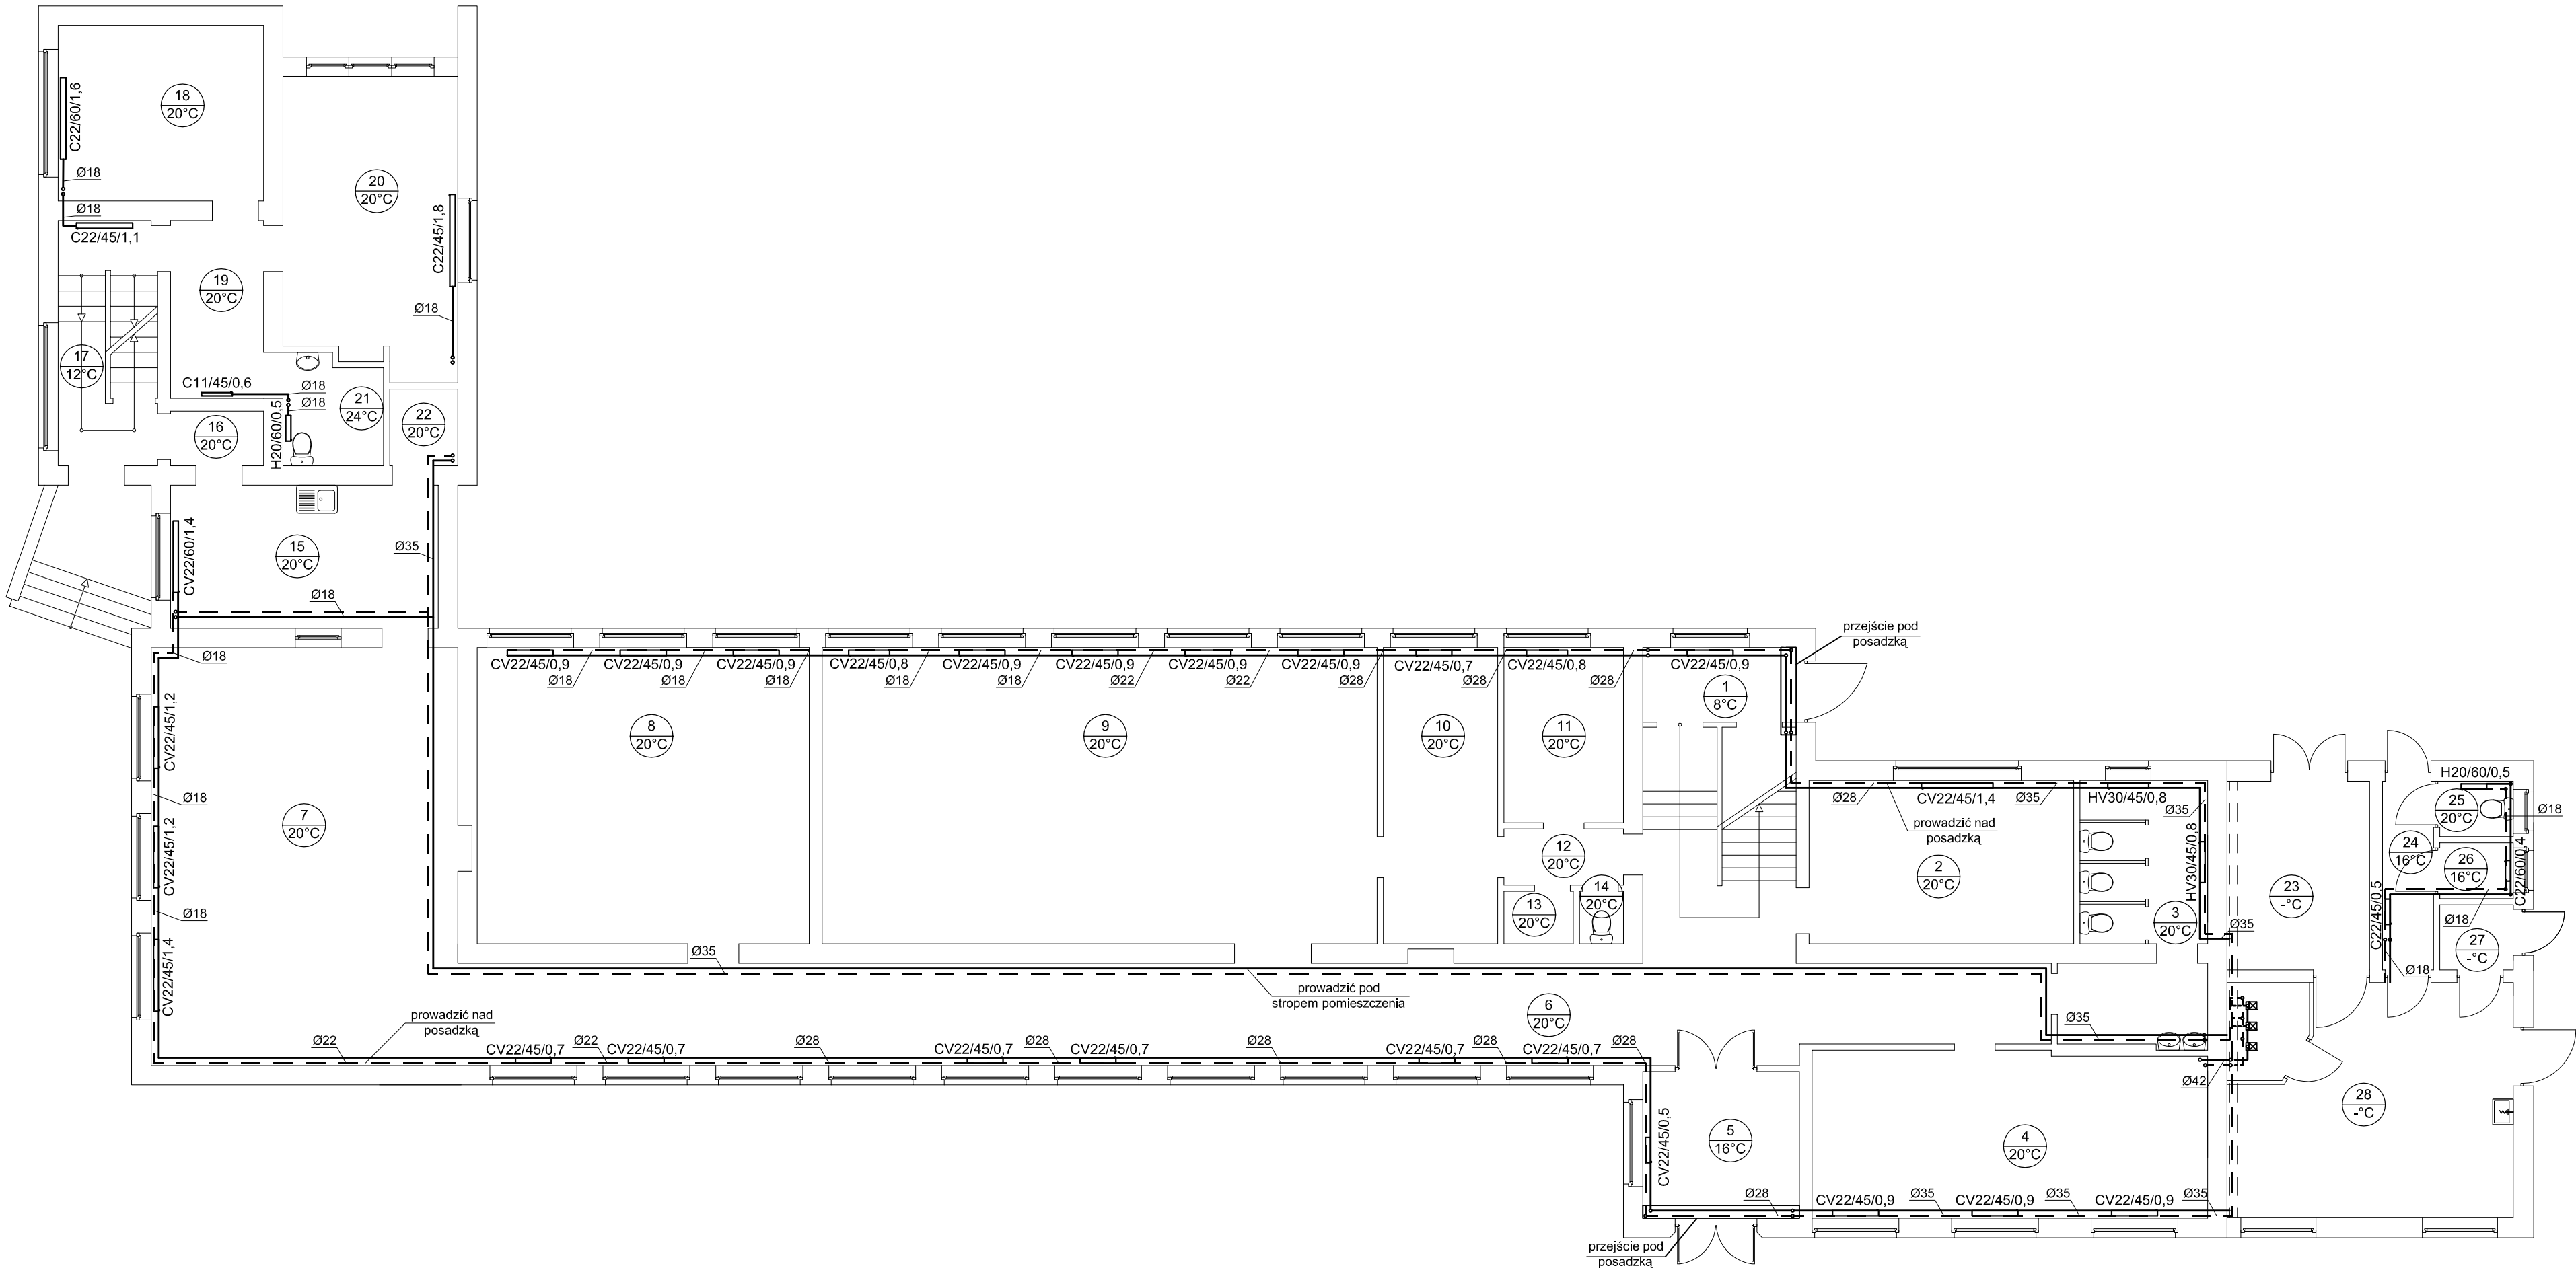 18
20°C
C22/60/1,6
Ø18
Ø18
C22/45/1,1
20
20°C
C22/45/1,8
Ø18
19
20°C
17
12°C
C11/45/0,6
Ø18
Ø18
H20/60/0,5
21
24°C
22
20°C
16
20°C
CV22/60/1,4
15
20°C
Ø35
Ø18
Ø18
CV22/45/1,2
Ø18
CV22/45/1,2
Ø18
CV22/45/1,4
7
20°C
CV22/45/0,9
CV22/45/0,9
CV22/45/0,9
CV22/45/0,8
CV22/45/0,9
CV22/45/0,9
CV22/45/0,9
CV22/45/0,9
CV22/45/0,7
CV22/45/0,8
CV22/45/0,9
Ø18
Ø18
Ø18
Ø18
Ø18
Ø22
Ø22
Ø28
Ø28
Ø28
przejście pod
posadzką
8
20°C
9
20°C
10
20°C
11
20°C
1
8°C
12
20°C
13
20°C
14
20°C
Ø28
CV22/45/1,4
Ø35
HV30/45/0,8
Ø35
prowadzić nad
posadzką
HV30/45/0,8
2
20°C
3
20°C
Ø35
23
-°C
H20/60/0,5
25
20°C
Ø18
24
16°C
26
16°C
C22/60/0,4
C22/45/0,5
Ø18
27
-°C
Ø18
Ø35
prowadzić pod
stropem pomieszczenia
6
20°C
Ø35
prowadzić nad
posadzką
Ø22
CV22/45/0,7
Ø22
CV22/45/0,7
Ø28
CV22/45/0,7
Ø28
CV22/45/0,7
Ø28
CV22/45/0,7
Ø28
CV22/45/0,7
Ø28
Ø42
28
-°C
CV22/45/0,5
5
16°C
4
20°C
Ø28
CV22/45/0,9
Ø35
CV22/45/0,9
Ø35
CV22/45/0,9
Ø35
przejście pod
posadzką